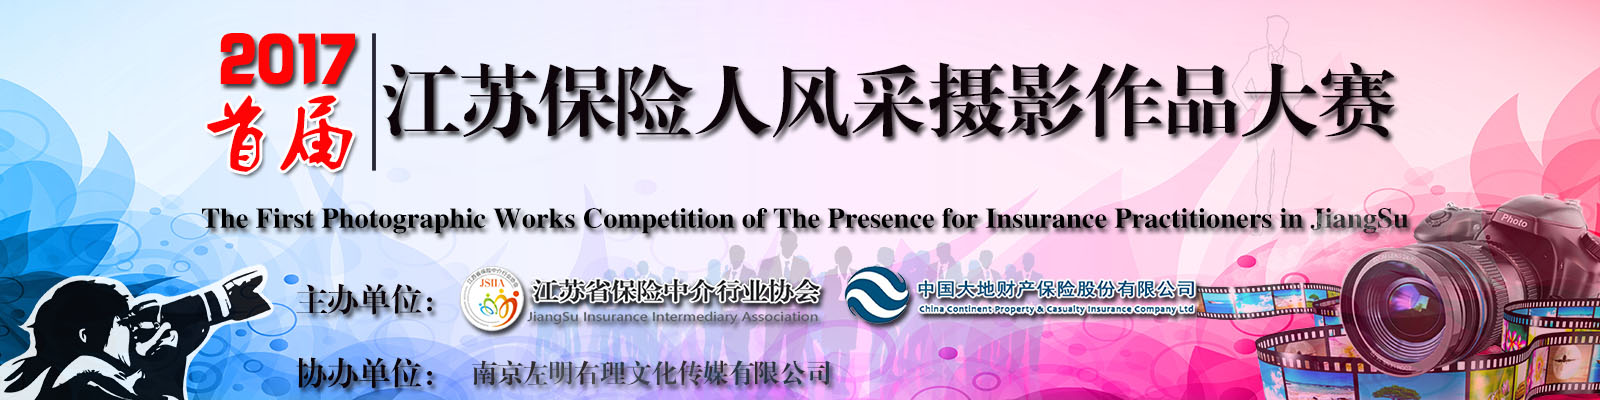 2017
首届
江苏保险人风采摄影作品大赛
The First Photographic Works Competition of The Presence for Insurance Practitioners in JiangSu
主办单位：
JSIIA
江苏省保险中介行业协会
JiangSu Insurance Intermediary Association
中国大地财产保险股份有限公司
China Continent Property & Casualty Insurance Company Ltd
协办单位：
南京左明右理文化传媒有限公司
Photo